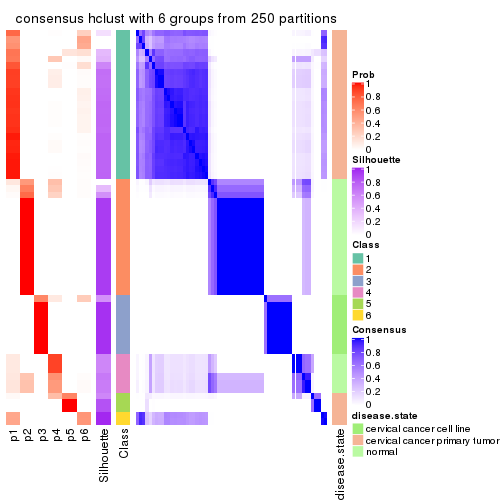 consensus hclust with 6 groups from 250 partitions
Prob
1
0.8
0.6
0.4
0.2
0
Silhouette
1
0.8
0.6
0.4
0.2
0
Class
1
2
3
4
5
6
Consensus
1
0.8
0.6
0.4
0.2
0
disease.state
cervical cancer cell line
cervical cancer primary tumor
normal
p1
p2
p3
p4
p5
p6
Silhouette
Class
disease.state